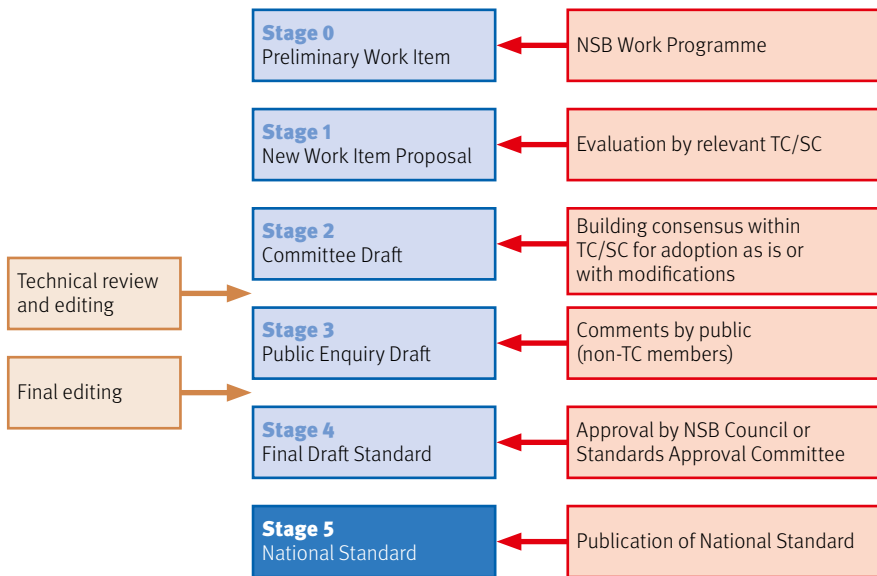 Stage 0
Preliminary Work Item
NSB Work Programme
Stage 1
New Work Item Proposal
Evaluation by relevant TC/SC
Stage 2
Committee Draft
Building consensus within
TC/SC for adoption as is or
with modifications
Technical review
and editing
Stage 3
Public Enquiry Draft
Comments by public
(non-TC members)
Final editing
Stage 4
Final Draft Standard
Approval by NSB Council or
Standards Approval Committee
Stage 5
National Standard
Publication of National Standard